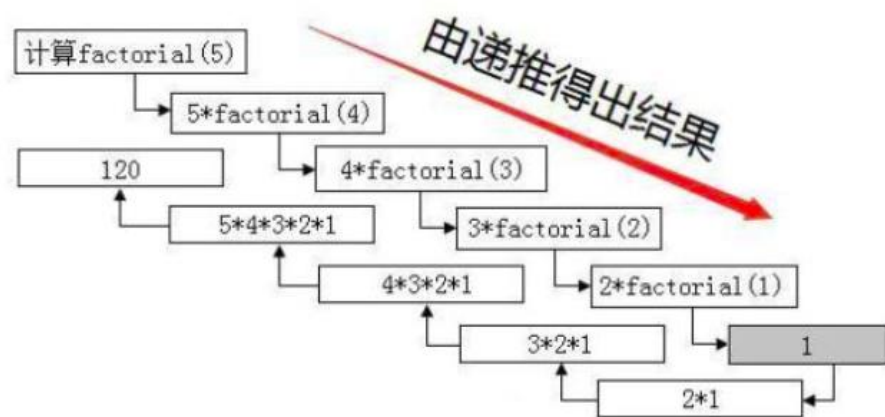 计算factorial(5)
由递推得出结果
5*factorial(4)
120
4*factorial(3)
5*4*3*2*1
3*factorial(2)
4*3*2*1
2*factorial(1)
3*2*1
1
2*1